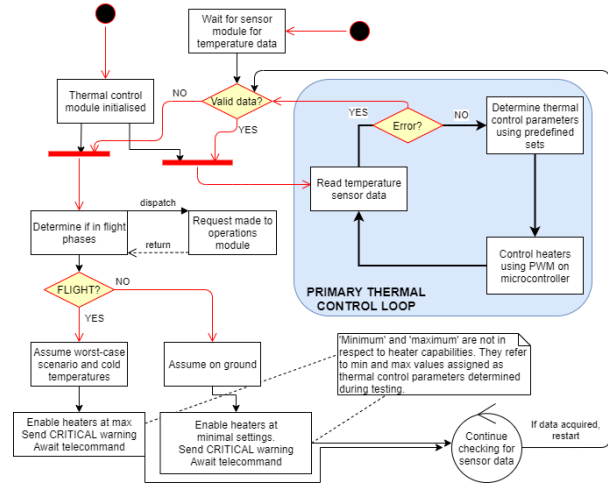 Wait for sensor
module for
temperature data
Thermal control
module initialised
NO
Valid data?
YES
YES
Error?
NO
Determine thermal
control parameters
using predefined
sets
Read temperature
sensor data
Control heaters
using PWM on
microcontroller
PRIMARY THERMAL
CONTROL LOOP
Determine if in flight
phases
dispatch
return
Request made to
operations
module
FLIGHT?
NO
YES
Assume worst-case
scenario and cold
temperatures
Assume on ground
'Minimum' and 'maximum' are not in
respect to heater capabilities. They refer
to min and max values assigned as
thermal control parameters determined
during testing.
Enable heaters at max
Send CRITICAL warning
Await telecommand
Enable heaters at
minimal settings.
Send CRITICAL warning
Await telecommand
Continue
checking for
sensor data
If data acquired,
restart